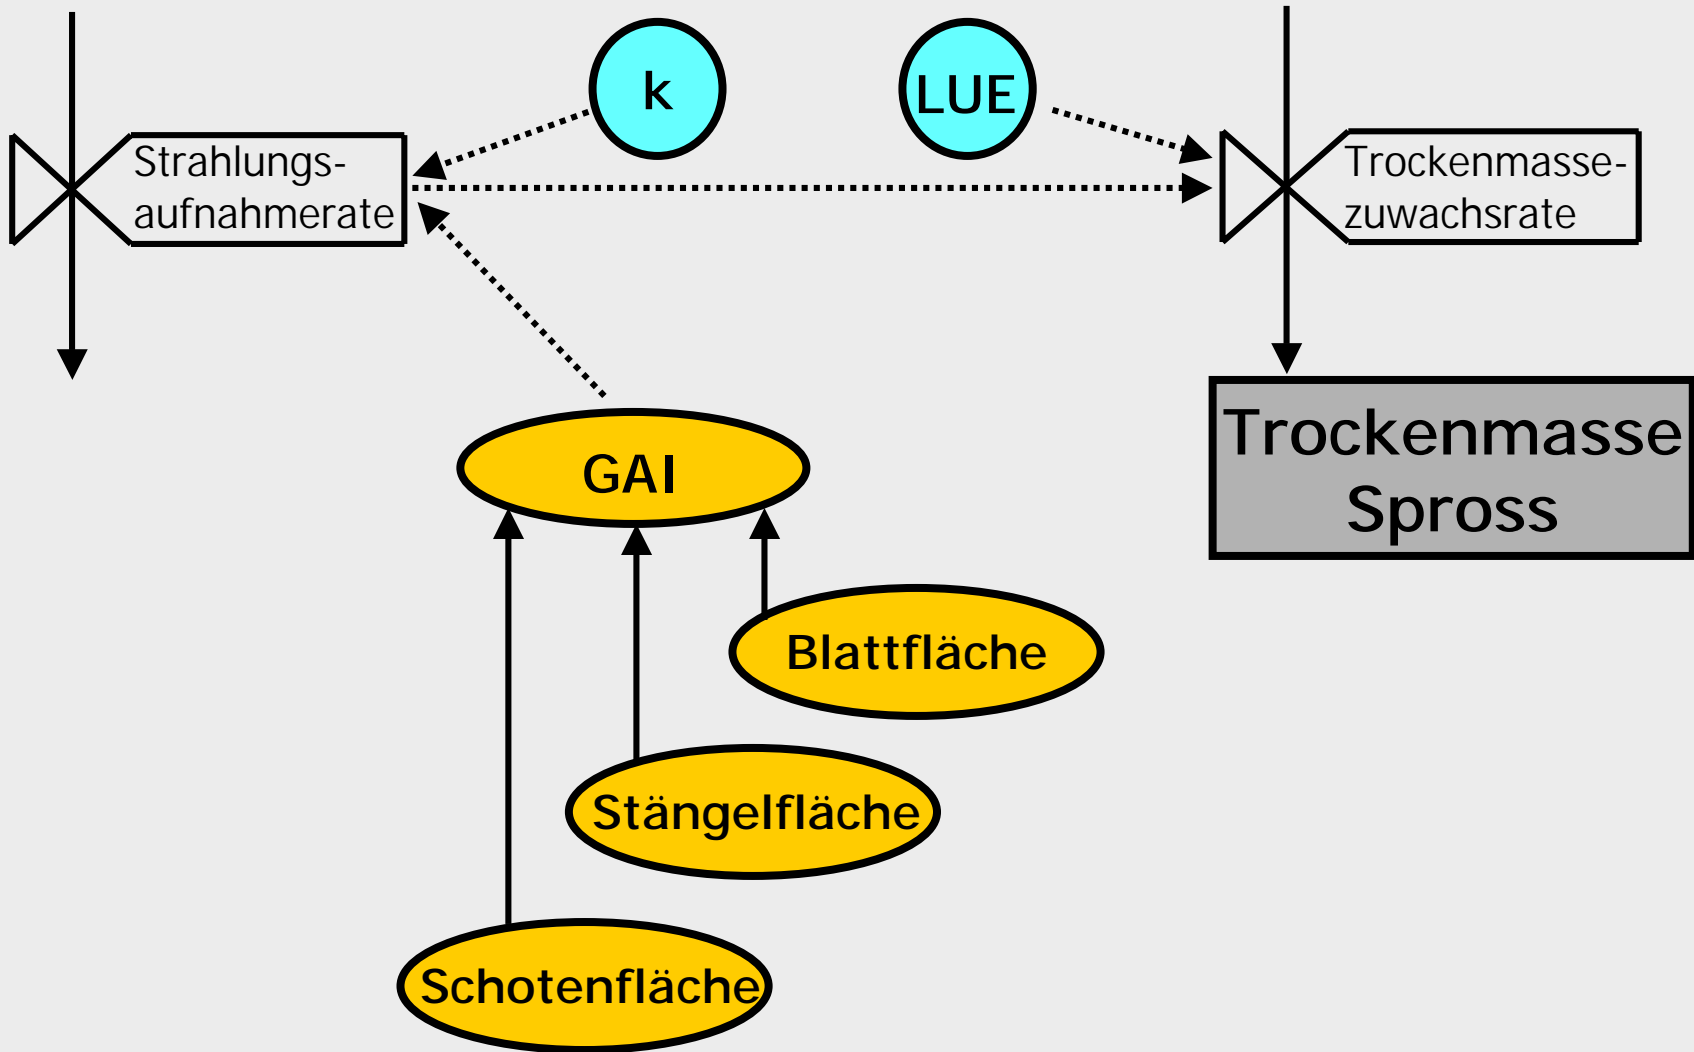 k
LUE
Strahlungs-
aufnahmerate
Trockenmasse-
zuwachsrate
GAI
Trockenmasse
Spross
Blattfläche
Stängelfläche
Schotenfläche